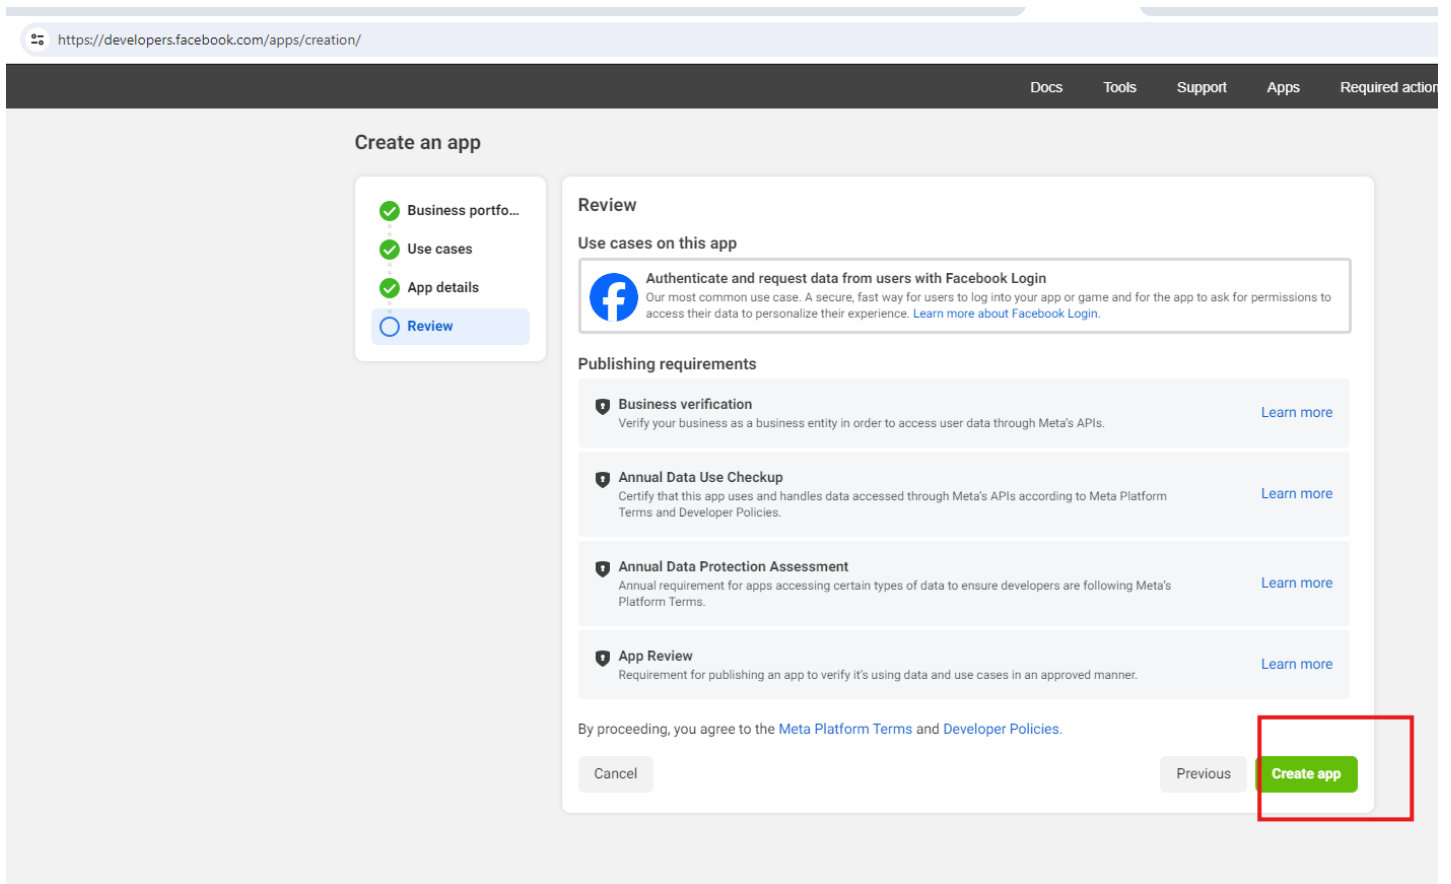 https://developers.facebook.com/apps/creation/
Docs Tools Support Apps Required action
Create an app
Business portfo...
Use cases
App details
Review
Review
Use cases on this app
Authenticate and request data from users with Facebook Login
Our most common use case. A secure, fast way for users to log into your app or game and for the app to ask for permissions to
access their data to personalize their experience. Learn more about Facebook Login.
Publishing requirements
Business verification
Verify your business as a business entity in order to access user data through Meta's APIs.
Learn more
Annual Data Use Checkup
Certify that this app uses and handles data accessed through Meta's APIs according to Meta Platform
Terms and Developer Policies.
Learn more
Annual Data Protection Assessment
Annual requirement for apps accessing certain types of data to ensure developers are following Meta's
Platform Terms.
Learn more
App Review
Requirement for publishing an app to verify it's using data and use cases in an approved manner.
Learn more
By proceeding, you agree to the Meta Platform Terms and Developer Policies.
Cancel Previous Create app